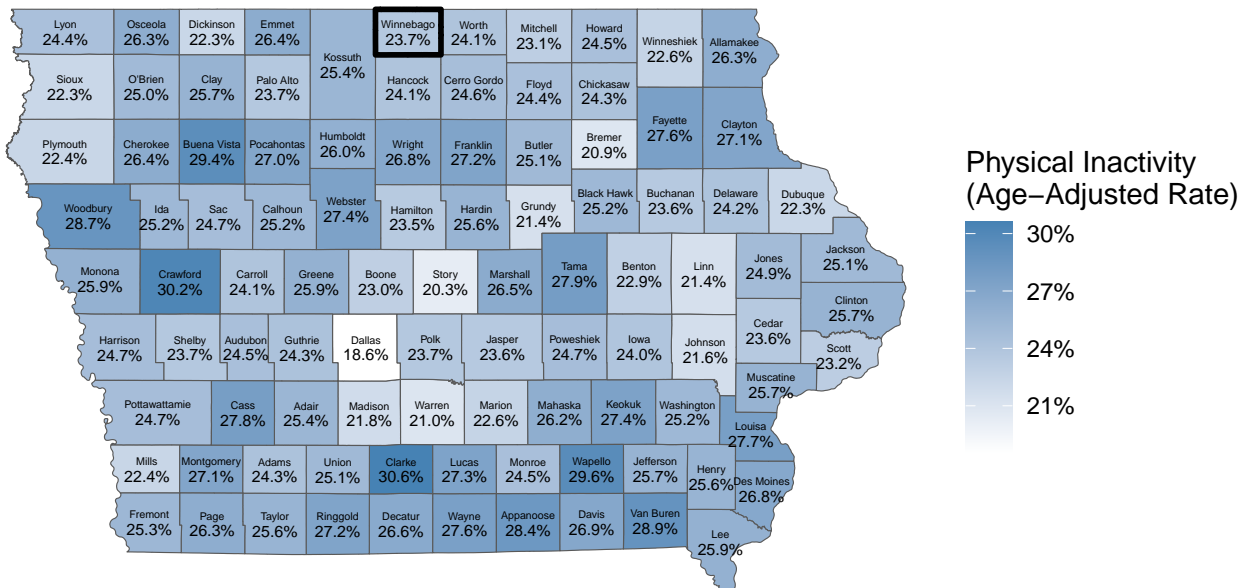 Lyon
24.4%
Osceola
26.3%
Dickinson
22.3%
Emmet
26.4%
Kossuth
25.4%
Winnebago
23.7%
Worth
24.1%
Mitchell
23.1%
Howard
24.5%
Winneshiek
22.6%
Allamakee
26.3%
Sioux
22.3%
O'Brien
25.0%
Clay
25.7%
Palo Alto
23.7%
Hancock
24.1%
Cerro Gordo
24.6%
Floyd
24.4%
Chickasaw
24.3%
Fayette
27.6%
Clayton
27.1%
Plymouth
22.4%
Cherokee
26.4%
Buena Vista
29.4%
Pocahontas
27.0%
Humboldt
26.0%
Wright
26.8%
Franklin
27.2%
Butler
25.1%
Bremer
20.9%
Woodbury
28.7%
Ida
25.2%
Sac
24.7%
Calhoun
25.2%
Webster
27.4%
Hamilton
23.5%
Hardin
25.6%
Grundy
21.4%
Black Hawk
25.2%
Buchanan
23.6%
Delaware
24.2%
Dubuque
22.3%
Monona
25.9%
Crawford
30.2%
Carroll
24.1%
Greene
25.9%
Boone
23.0%
Story
20.3%
Marshall
26.5%
Tama
27.9%
Benton
22.9%
Linn
21.4%
Jones
24.9%
Jackson
25.1%
Clinton
25.7%
Harrison
24.7%
Shelby
23.7%
Audubon
24.5%
Guthrie
24.3%
Dallas
18.6%
Polk
23.7%
Jasper
23.6%
Poweshiek
24.7%
Iowa
24.0%
Johnson
21.6%
Cedar
23.6%
Scott
23.2%
Muscatine
25.7%
Pottawattamie
24.7%
Cass
27.8%
Adair
25.4%
Madison
21.8%
Warren
21.0%
Marion
22.6%
Mahaska
26.2%
Keokuk
27.4%
Washington
25.2%
Louisa
27.7%
Mills
22.4%
Montgomery
27.1%
Adams
24.3%
Union
25.1%
Clarke
30.6%
Lucas
27.3%
Monroe
24.5%
Wapello
29.6%
Jefferson
25.7%
Henry
25.6%
Des Moines
26.8%
Fremont
25.3%
Page
26.3%
Taylor
25.6%
Ringgold
27.2%
Decatur
26.6%
Wayne
27.6%
Appanoose
28.4%
Davis
26.9%
Van Buren
28.9%
Lee
25.9%
Physical Inactivity
(Age−Adjusted Rate)
30%
27%
24%
21%